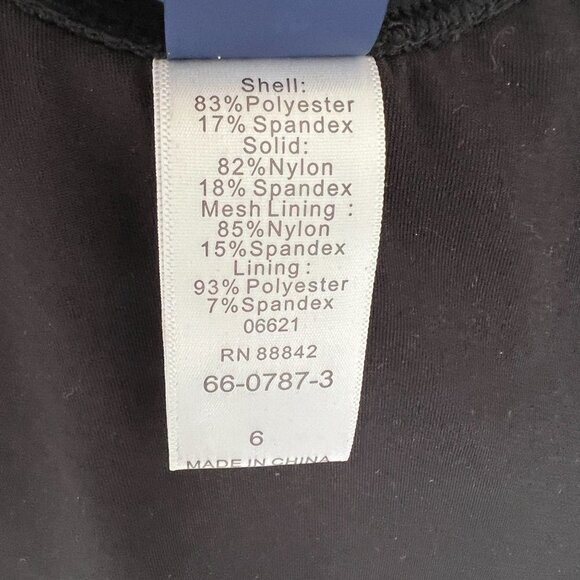 Shell:
83%Polyester
17% Spandex
Solid:
82%Nylon
18% Spandex
Mesh Lining :
85%Nylon
15%Spandex
Lining :
93% Polyester
7%Spandex
06621
RN 88842
66-0787-3
6
MADE IN CHINA